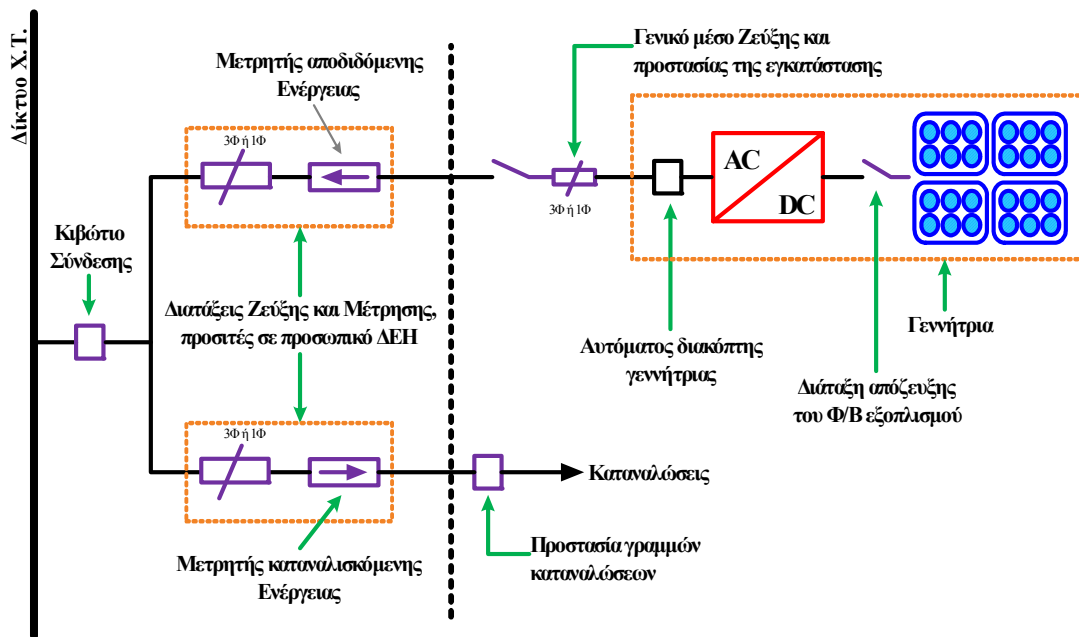 Δίκτυο Χ.Τ.
Μετρητής αποδιδόμενης
Ενέργειας
Γενικό μέσο Ζεύξης και
προστασίας της εγκατάστασης
3Φ ή 1Φ
3Φ ή 1Φ
AC
DC
Κιβώτιο
Σύνδεσης
Διατάξεις Ζεύξης και Μέτρησης,
προσιτές σε προσωπικό ΔΕΗ
Αυτόματος διακόπτης
γεννήτριας
Γεννήτρια
Διάταξη απόζευξης
του Φ/Β εξοπλισμού
3Φ ή 1Φ
Καταναλώσεις
Μετρητής καταναλισκόμενης
Ενέργειας
Προστασία γραμμών
καταναλώσεων